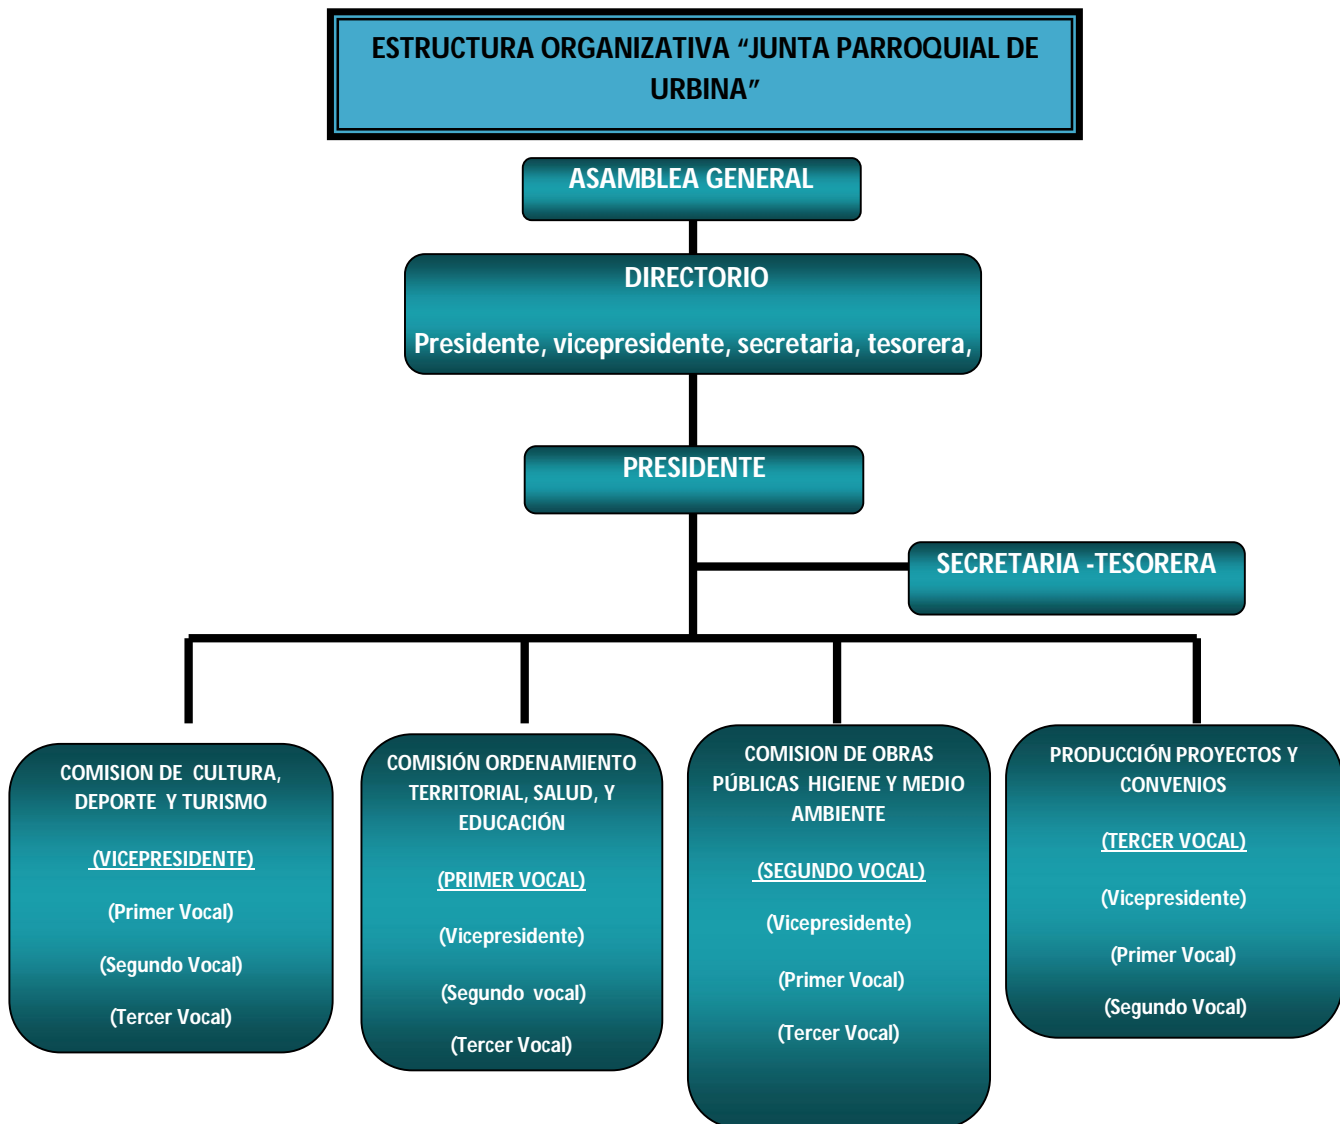 ESTRUCTURA ORGANIZATIVA “JUNTA PARROQUIAL DE
URBINA”
ASAMBLEA GENERAL
DIRECTORIO
Presidente, vicepresidente, secretaria, tesorera,
PRESIDENTE
SECRETARIA -TESORERA
COMISION DE CULTURA,
DEPORTE Y TURISMO
(VICEPRESIDENTE)
(Primer Vocal)
(Segundo Vocal)
(Tercer Vocal)
COMISIÓN ORDENAMIENTO
TERRITORIAL, SALUD, Y
EDUCACIÓN
(PRIMER VOCAL)
(Vicepresidente)
(Segundo vocal)
(Tercer Vocal)
COMISION DE OBRAS
PÚBLICAS HIGIENE Y MEDIO
AMBIENTE
(SEGUNDO VOCAL)
(Vicepresidente)
(Primer Vocal)
(Tercer Vocal)
PRODUCCIÓN PROYECTOS Y
CONVENIOS
(TERCER VOCAL)
(Vicepresidente)
(Primer Vocal)
(Segundo Vocal)